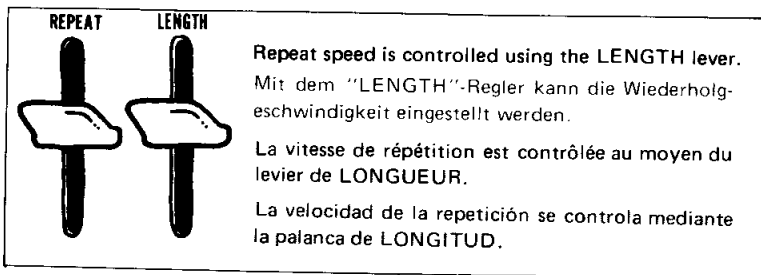 REPEAT LENGTH
Repeat speed is controlled using the LENGTH lever.
Mit dem "LENGTH"-Regler kann die Wiederholg-
eschwindigkeit eingestellt werden.
La vitesse de répétition est contrôlée au moyen du
levier de LONGUEUR.
La velocidad de la repetición se controla mediante
la palanca de LONGITUD.